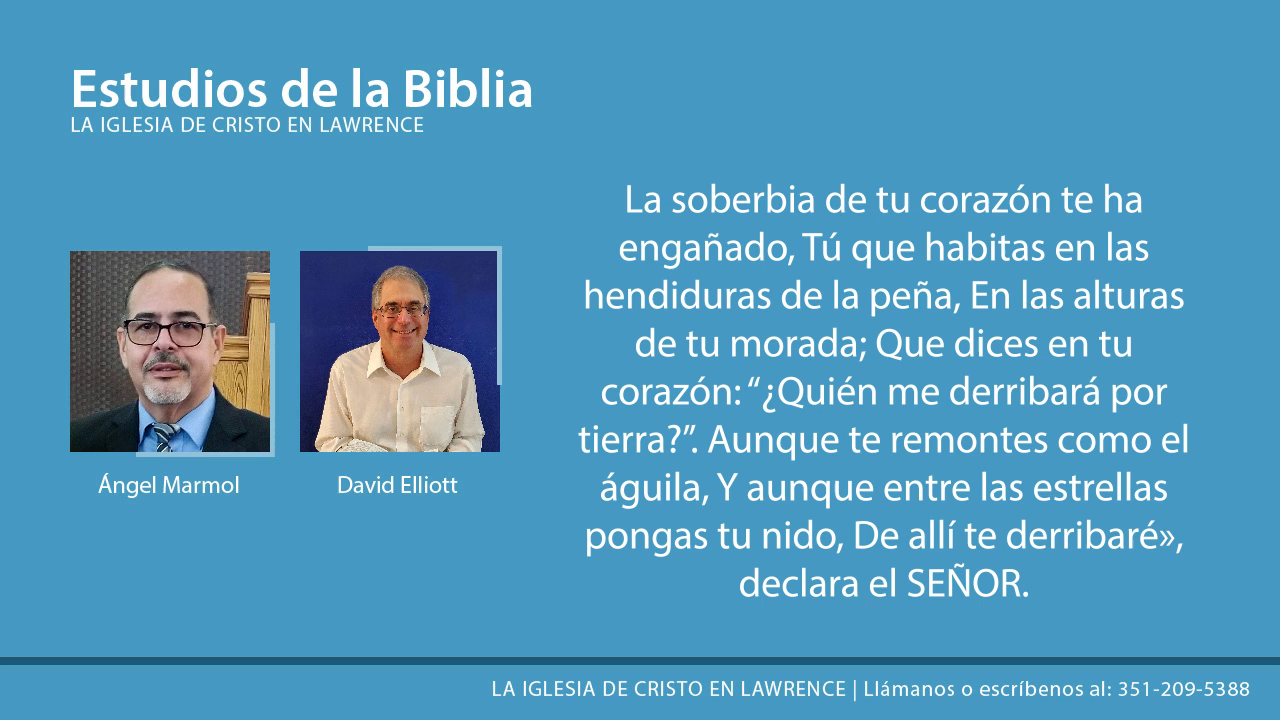 Estudios de la Biblia
LA IGLESIA DE CRISTO EN LAWRENCE
La soberbia de tu corazón te ha
engañado, Tú que habitas en las
hendiduras de la peña, En las alturas
de tu morada; Que dices en tu
corazón: “¿Quién me derribará por
tierra?”. Aunque te remontes como el
águila, Y aunque entre las estrellas
pongas tu nido, De allí te derribaré»,
declara el SEÑOR.
Ángel Marmol
David Elliott
LA IGLESIA DE CRISTO EN LAWRENCE | Llámanos o escríbenos al: 351-209-5388